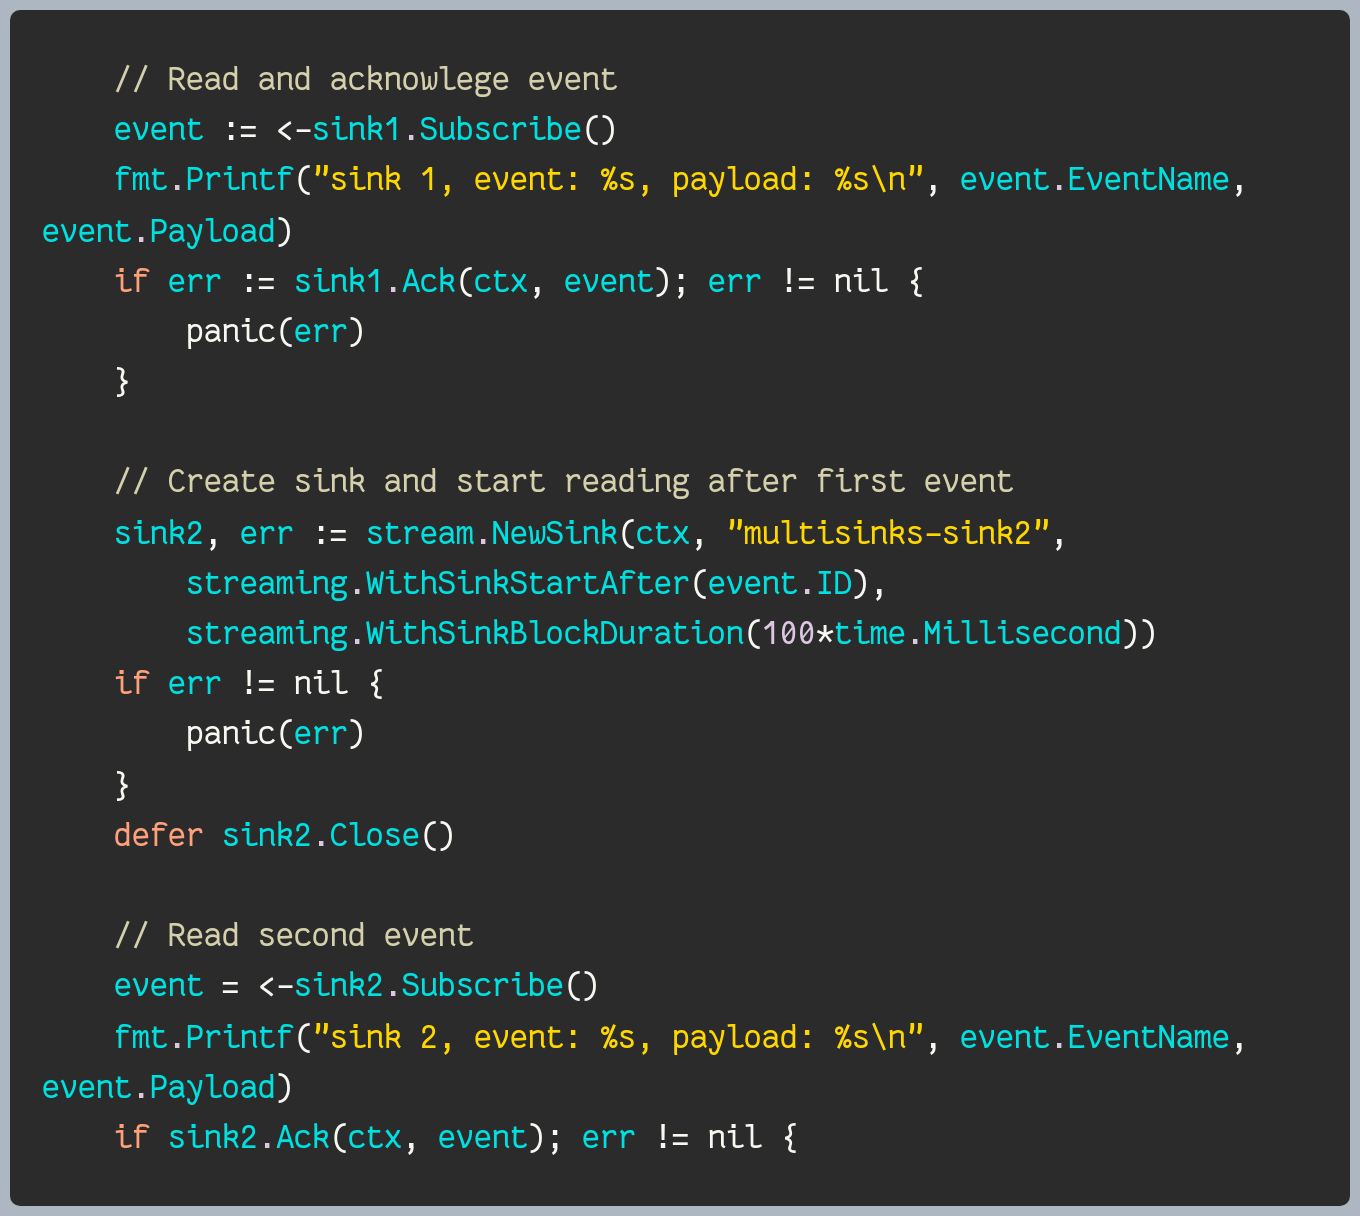 // Read and acknowlege event
event := <-sink1.Subscribe()
fmt.Printf("sink 1, event: %s, payload: %s\n", event.EventName,
event.Payload)
if err := sink1.Ack(ctx, event); err != nil {
panic(err)
}
// Create sink and start reading after first event
sink2, err := stream.NewSink(ctx, "multisinks-sink2",
streaming.WithSinkStartAfter(event.ID),
streaming.WithSinkBlockDuration(100*time.Millisecond))
if err != nil {
panic(err)
}
defer sink2.Close()
// Read second event
event = <-sink2.Subscribe()
fmt.Printf("sink 2, event: %s, payload: %s\n", event.EventName,
event.Payload)
if sink2.Ack(ctx, event); err != nil {